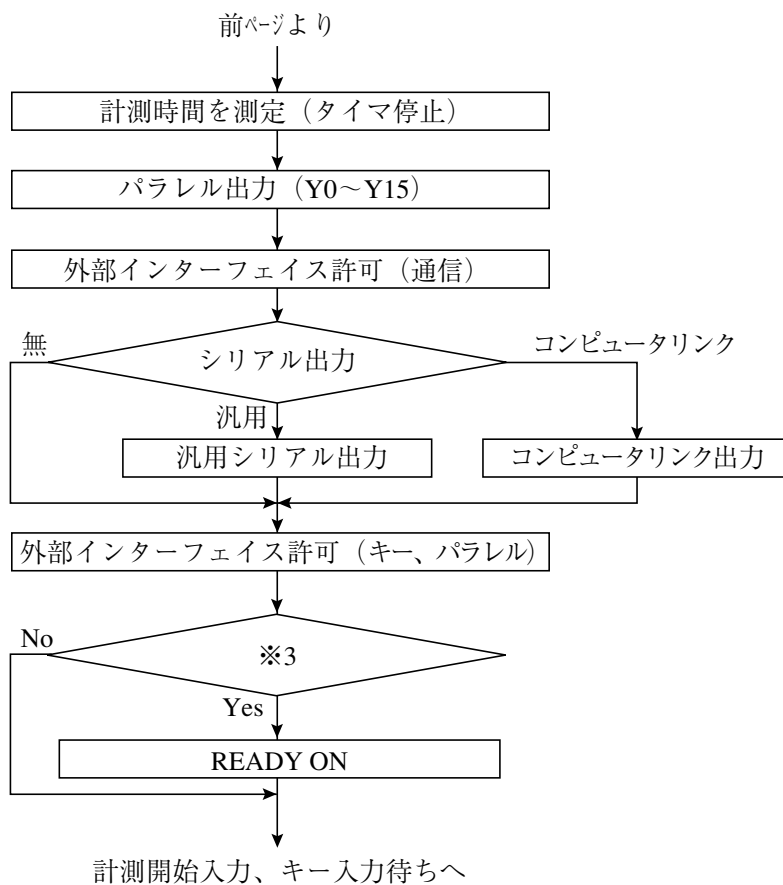 前ページより
計測時間を測定（タイマ停止）
パラレル出力（Y0～Y15）
外部インターフェイス許可（通信）
無
シリアル出力
コンピュータリンク
汎用
汎用シリアル出力
コンピュータリンク出力
外部インターフェイス許可（キー、パラレル）
No
※3
Yes
READY ON
計測開始入力、キー入力待ちへ